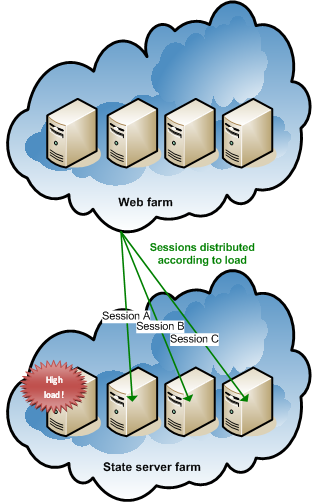 Web farm
Sessions distributed
according to load
Session A
Session B
Session C
High
load!
State server farm